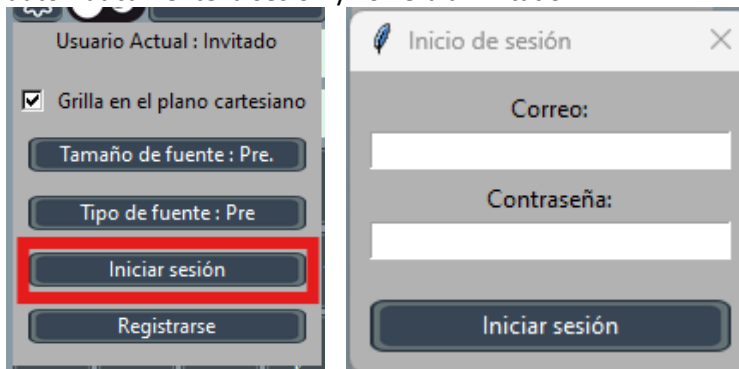 Usuario Actual : Invitado
Grilla en el plano cartesiano
Tamaño de fuente : Pre.
Tipo de fuente : Pre
Iniciar sesión
Registrarse
Inicio de sesión
Correo:
Contraseña:
Iniciar sesión